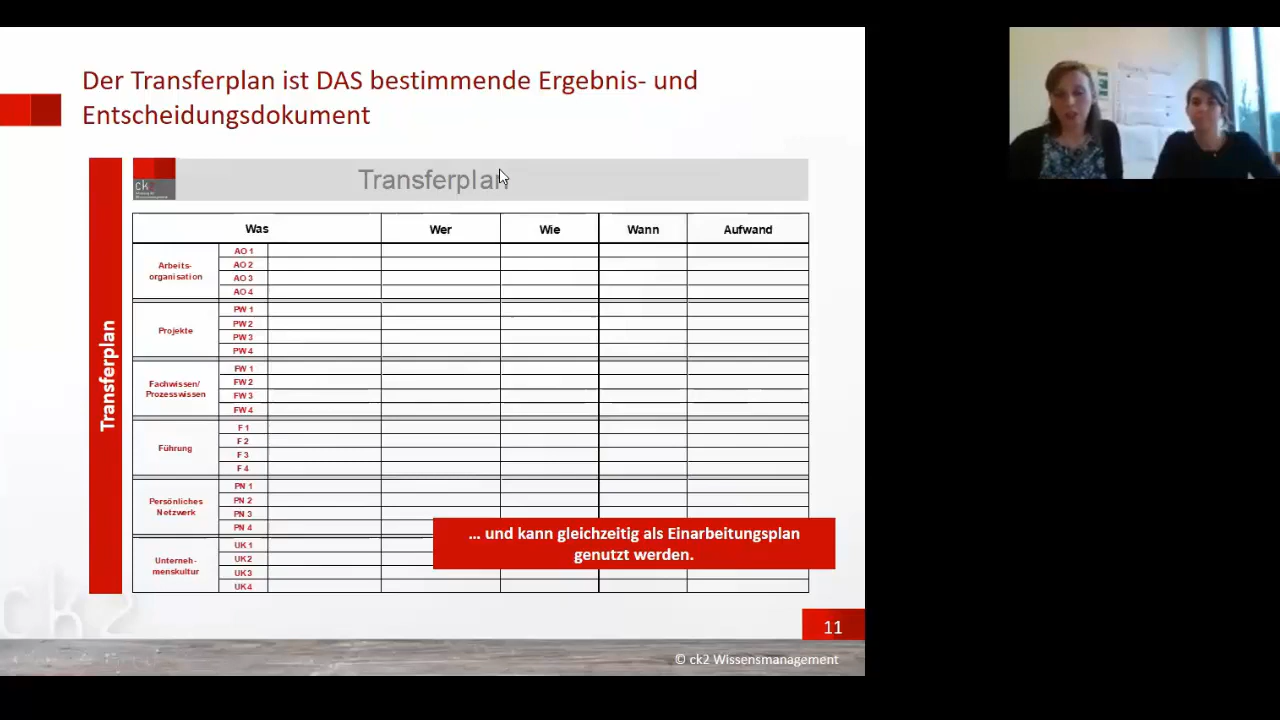 Der Transferplan ist DAS bestimmende Ergebnis- und
Entscheidungsdokument
Transferplan
ck2
Transferplan
Was Wer Wie Wann Aufwand
Arbeits-
organisation
AO 1
AO 2
AO 3
AO 4
Projekte
PW 1
PW 2
PW 3
PW 4
Fachwissen/
Prozesswissen
FW 1
FW 2
FW 3
FW 4
Führung
F 1
F 2
F 3
F 4
Persönliches
Netzwerk
PN 1
PN 2
PN 3
PN 4
Unterneh-
menskultur
UK 1
UK 2
UK 3
UK 4
... und kann gleichzeitig als Einarbeitungsplan
genutzt werden.
ck2
11
© ck2 Wissensmanagement